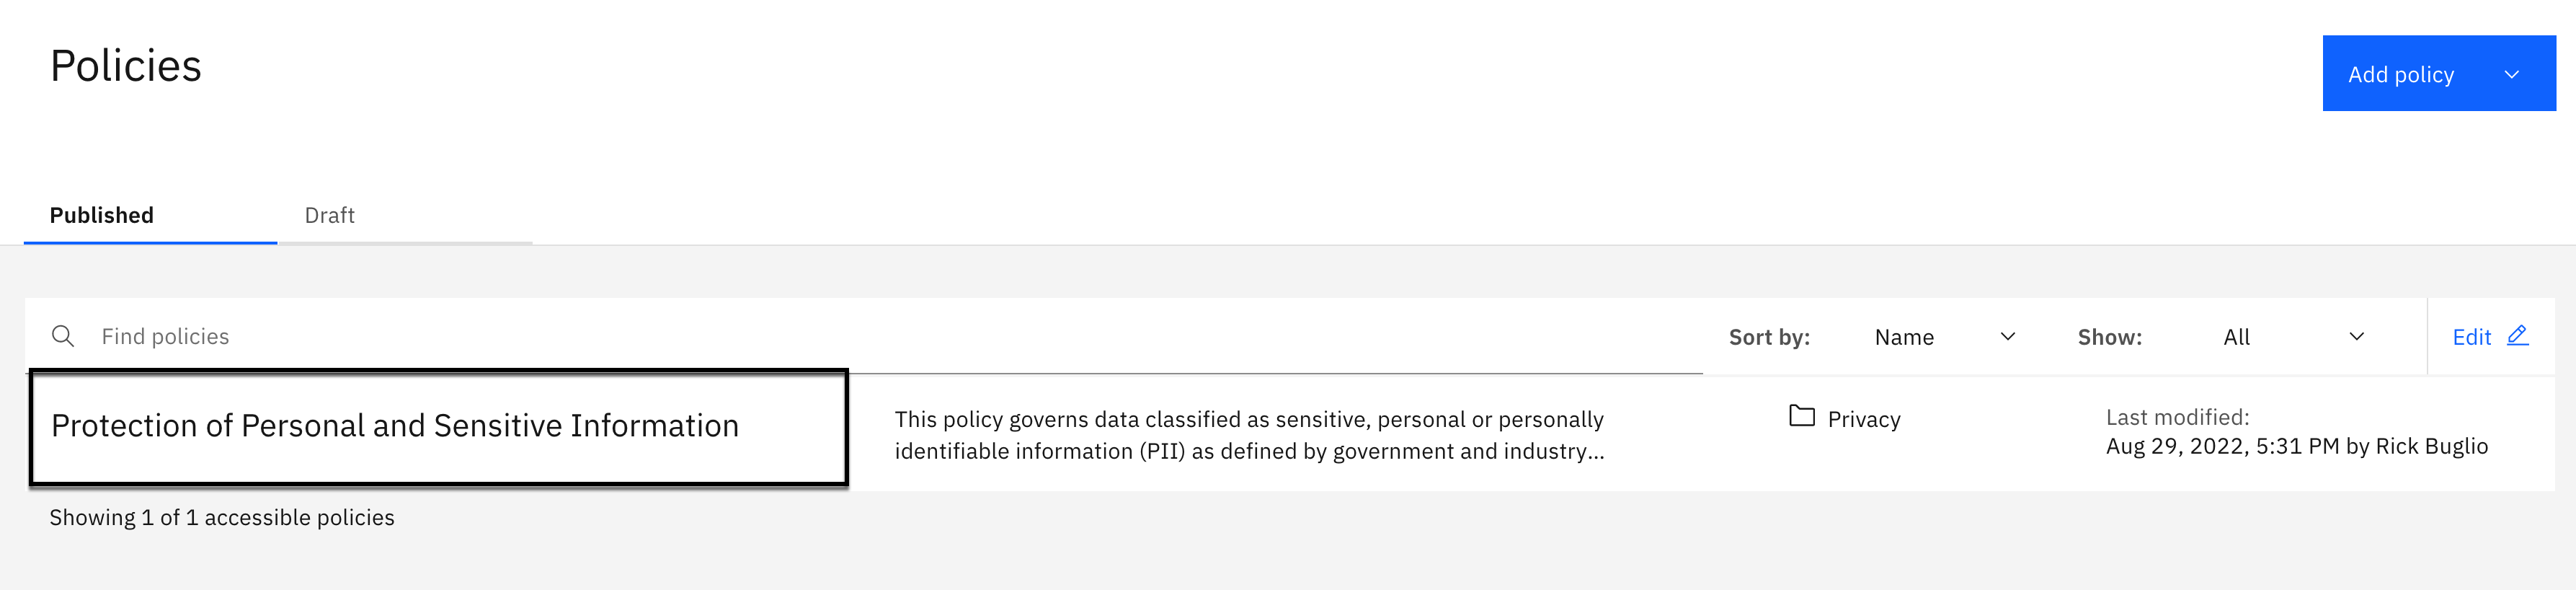 Policies
Add policy
Published
Draft
Find policies
Sort by:
Name
Show:
All
Edit
Protection of Personal and Sensitive Information
This policy governs data classified as sensitive, personal or personally
identifiable information (PII) as defined by government and industry...
Privacy
Last modified:
Aug 29, 2022, 5:31 PM by Rick Buglio
Showing 1 of 1 accessible policies